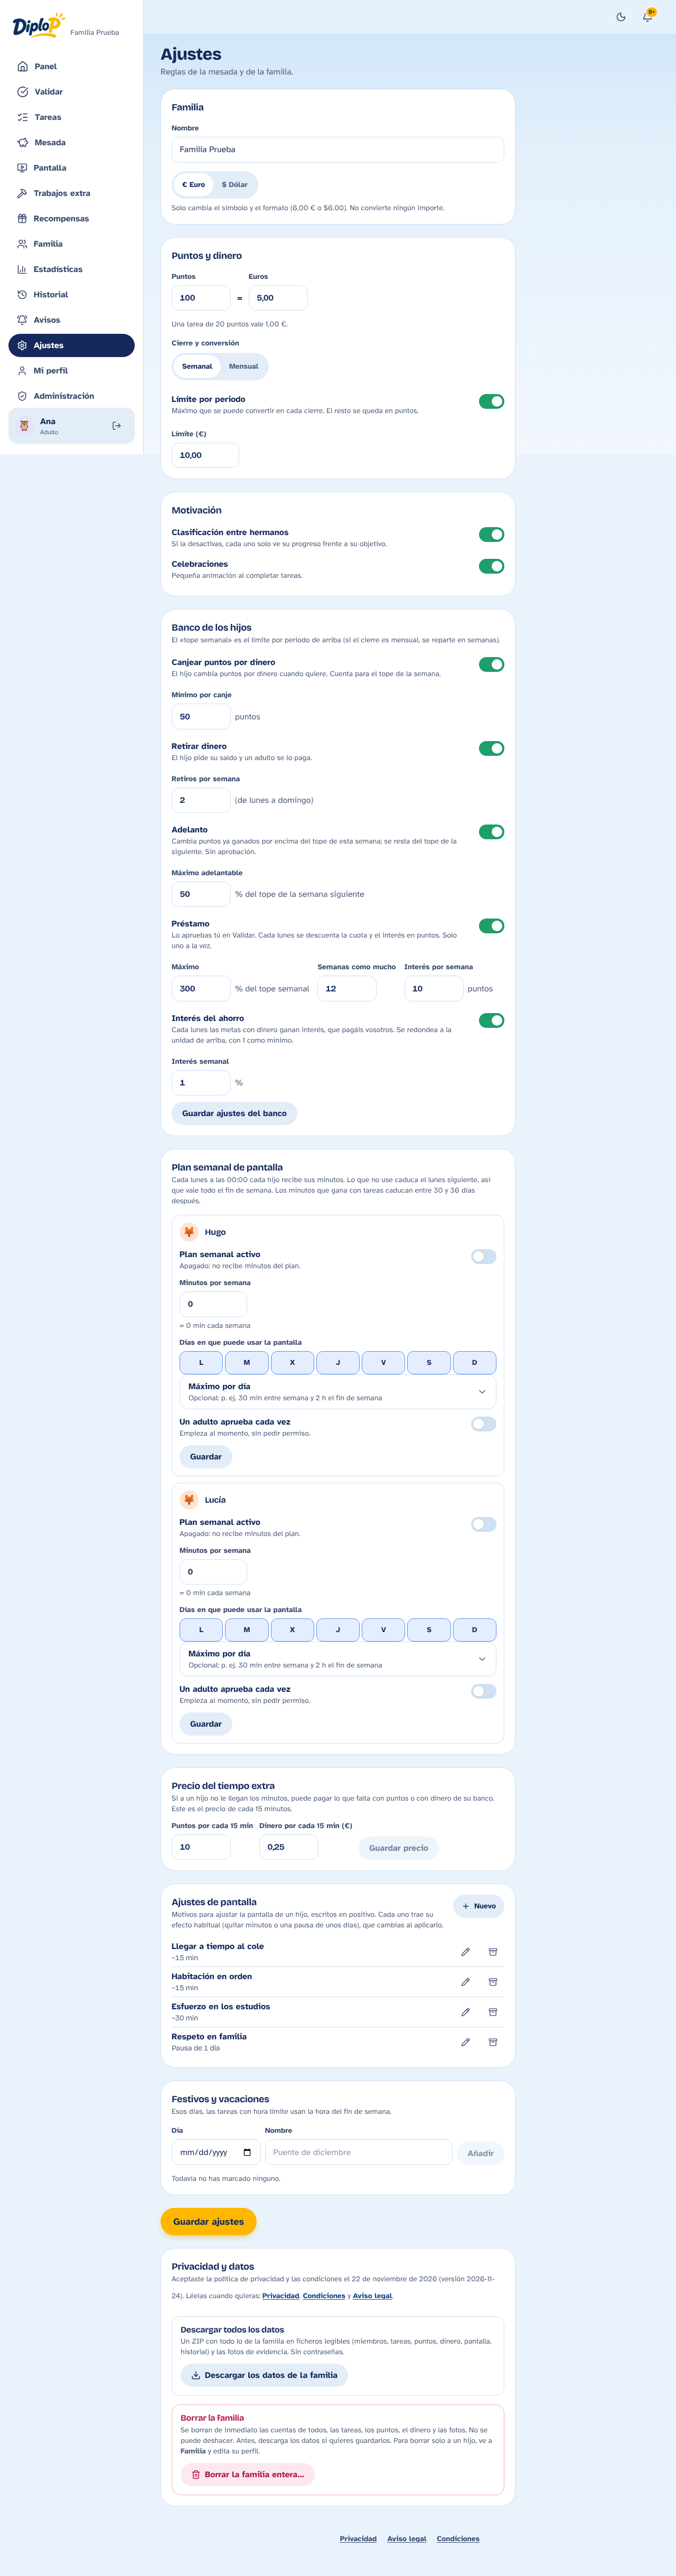 DiploP
Familia Prueba
Panel
Validar
Tareas
Mesada
Pantalla
Trabajos extra
Recompensas
Familia
Estadísticas
Historial
Avisos
Ajustes
Mi perfil
Administración
Ana
Adulto
9+
Ajustes
Reglas de la mesada y de la familia.
Familia
Nombre
Familia Prueba
€ Euro
$ Dólar
Solo cambia el símbolo y el formato (6,00 € o $6.00). No convierte ningún importe.
Puntos y dinero
Puntos
Euros
100
=
5,00
Una tarea de 20 puntos vale 1,00 €.
Cierre y conversión
Semanal
Mensual
Límite por periodo
Máximo que se puede convertir en cada cierre. El resto se queda en puntos.
Límite (€)
10,00
Motivación
Clasificación entre hermanos
Si la desactivas, cada uno solo ve su progreso frente a su objetivo.
Celebraciones
Pequeña animación al completar tareas.
Banco de los hijos
El «tope semanal» es el límite por periodo de arriba (si el cierre es mensual, se reparte en semanas).
Canjear puntos por dinero
El hijo cambia puntos por dinero cuando quiere. Cuenta para el tope de la semana.
Mínimo por canje
50
puntos
Retirar dinero
El hijo pide su saldo y un adulto se lo paga.
Retiros por semana
2
(de lunes a domingo)
Adelanto
Cambia puntos ya ganados por encima del tope de esta semana; se resta del tope de la
siguiente. Sin aprobación.
Máximo adelantable
50
% del tope de la semana siguiente
Préstamo
Lo apruebas tú en Validar. Cada lunes se descuenta la cuota y el interés en puntos. Solo
uno a la vez.
Máximo
Semanas como mucho
Interés por semana
300
% del tope semanal
12
10
puntos
Interés del ahorro
Cada lunes las metas con dinero ganan interés, que pagáis vosotros. Se redondea a la
unidad de arriba, con 1 como mínimo.
Interés semanal
1
%
Guardar ajustes del banco
Plan semanal de pantalla
Cada lunes a las 00:00 cada hijo recibe sus minutos. Lo que no use caduca el lunes siguiente, así
que vale todo el fin de semana. Los minutos que gana con tareas caducan entre 30 y 36 días
después.
Hugo
Plan semanal activo
Apagado: no recibe minutos del plan.
Minutos por semana
0
= 0 min cada semana
Días en que puede usar la pantalla
L
M
X
J
V
S
D
Máximo por día
Opcional: p. ej. 30 min entre semana y 2 h el fin de semana
Un adulto aprueba cada vez
Empieza al momento, sin pedir permiso.
Guardar
Lucía
Plan semanal activo
Apagado: no recibe minutos del plan.
Minutos por semana
0
= 0 min cada semana
Días en que puede usar la pantalla
L
M
X
J
V
S
D
Máximo por día
Opcional: p. ej. 30 min entre semana y 2 h el fin de semana
Un adulto aprueba cada vez
Empieza al momento, sin pedir permiso.
Guardar
Precio del tiempo extra
Si a un hijo no le llegan los minutos, puede pagar lo que falta con puntos o con dinero de su banco.
Este es el precio de cada 15 minutos.
Puntos por cada 15 min
Dinero por cada 15 min (€)
10
0,25
Guardar precio
Ajustes de pantalla
Motivos para ajustar la pantalla de un hijo, escritos en positivo. Cada uno trae su
efecto habitual (quitar minutos o una pausa de unos días), que cambias al aplicarlo.
Nuevo
Llegar a tiempo al cole
−15 min
Habitación en orden
−15 min
Esfuerzo en los estudios
−30 min
Respeto en familia
Pausa de 1 día
Festivos y vacaciones
Esos días, las tareas con hora límite usan la hora del fin de semana.
Día
Nombre
mm/dd/yyyy
Puente de diciembre
Añadir
Todavía no has marcado ninguno.
Guardar ajustes
Privacidad y datos
Aceptaste la política de privacidad y las condiciones el 22 de noviembre de 2026 (versión 2026-11-
24). Léelas cuando quieras: Privacidad, Condiciones y Aviso legal.
Descargar todos los datos
Un ZIP con todo lo de la familia en ficheros legibles (miembros, tareas, puntos, dinero, pantalla,
historial) y las fotos de evidencia. Sin contraseñas.
Descargar los datos de la familia
Borrar la familia
Se borran de inmediato las cuentas de todos, las tareas, los puntos, el dinero y las fotos. No se
puede deshacer. Antes, descarga los datos si quieres guardarlos. Para borrar solo a un hijo, ve a
Familia y edita su perfil.
Borrar la familia entera…
Privacidad
Aviso legal
Condiciones